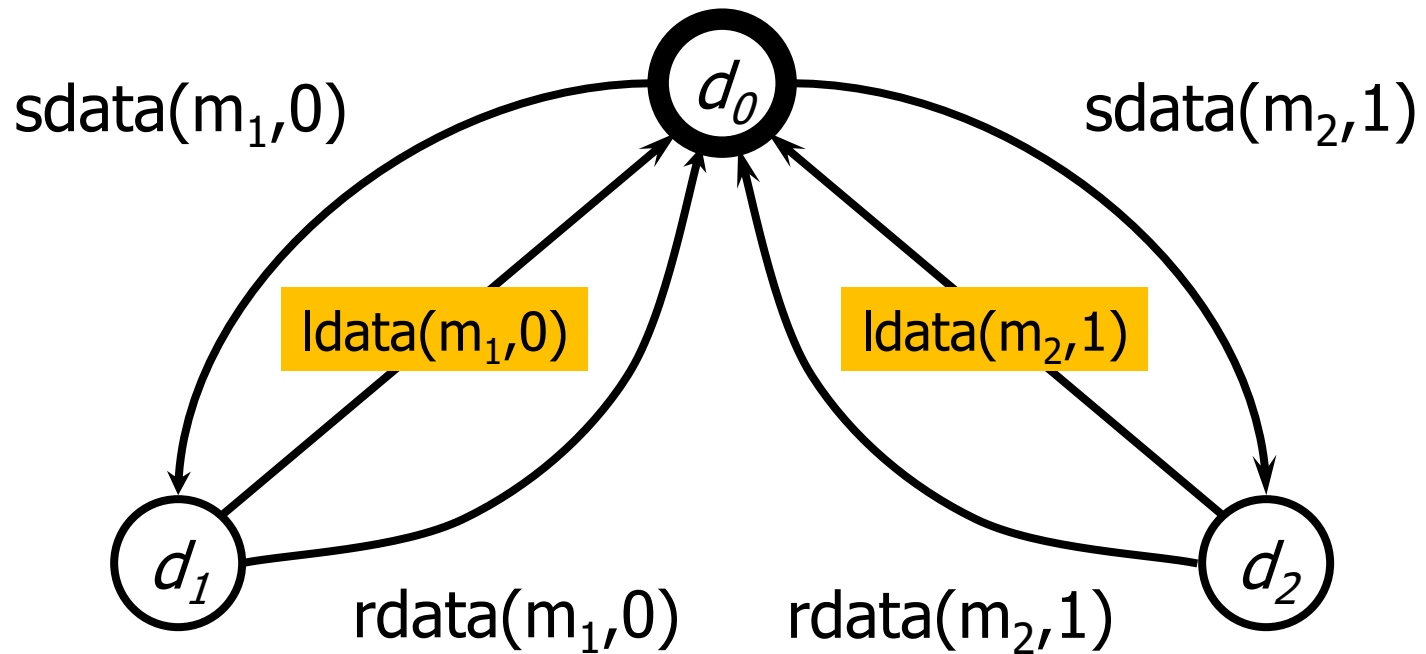 d₀
sdata(m₁,0)
sdata(m₂,1)
ldata(m₁,0)
ldata(m₂,1)
d₁
d₂
rdata(m₁,0)
rdata(m₂,1)